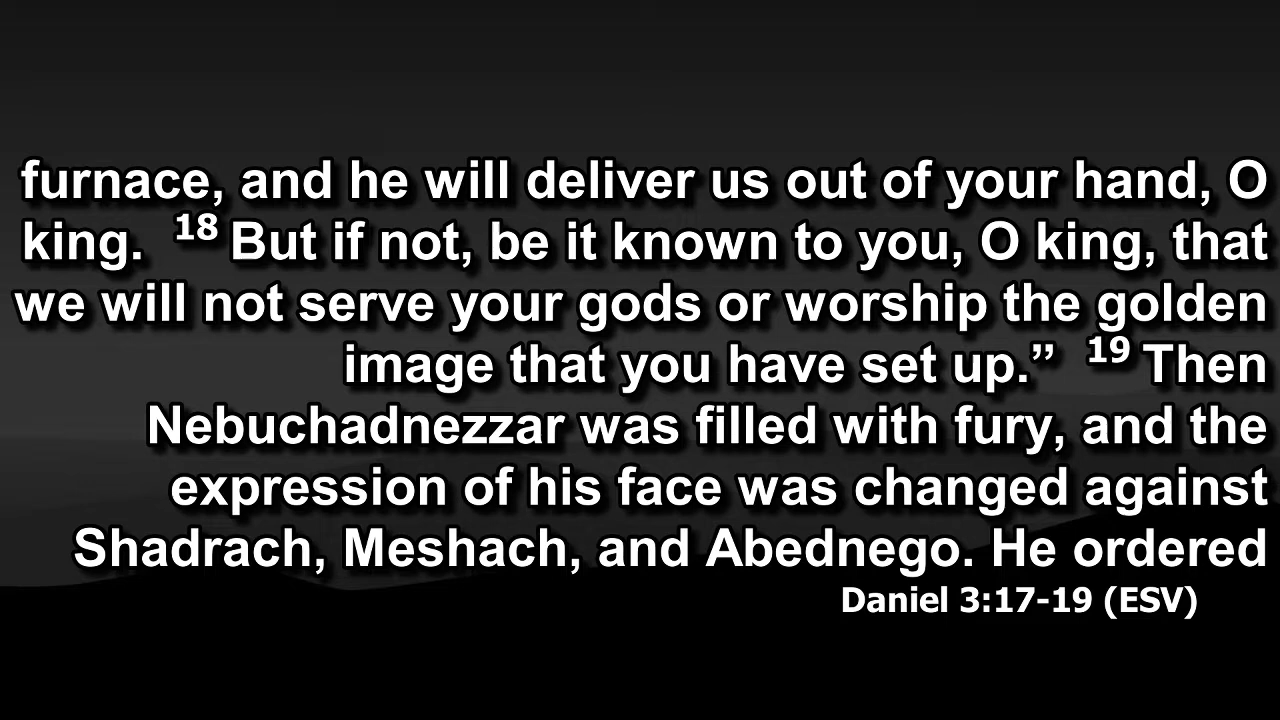 furnace, and he will deliver us out of your hand, O
king. 18 But if not, be it known to you, O king, that
we will not serve your gods or worship the golden
image that you have set up.” 19 Then
Nebuchadnezzar was filled with fury, and the
expression of his face was changed against
Shadrach, Meshach, and Abednego. He ordered
Daniel 3:17-19 (ESV)